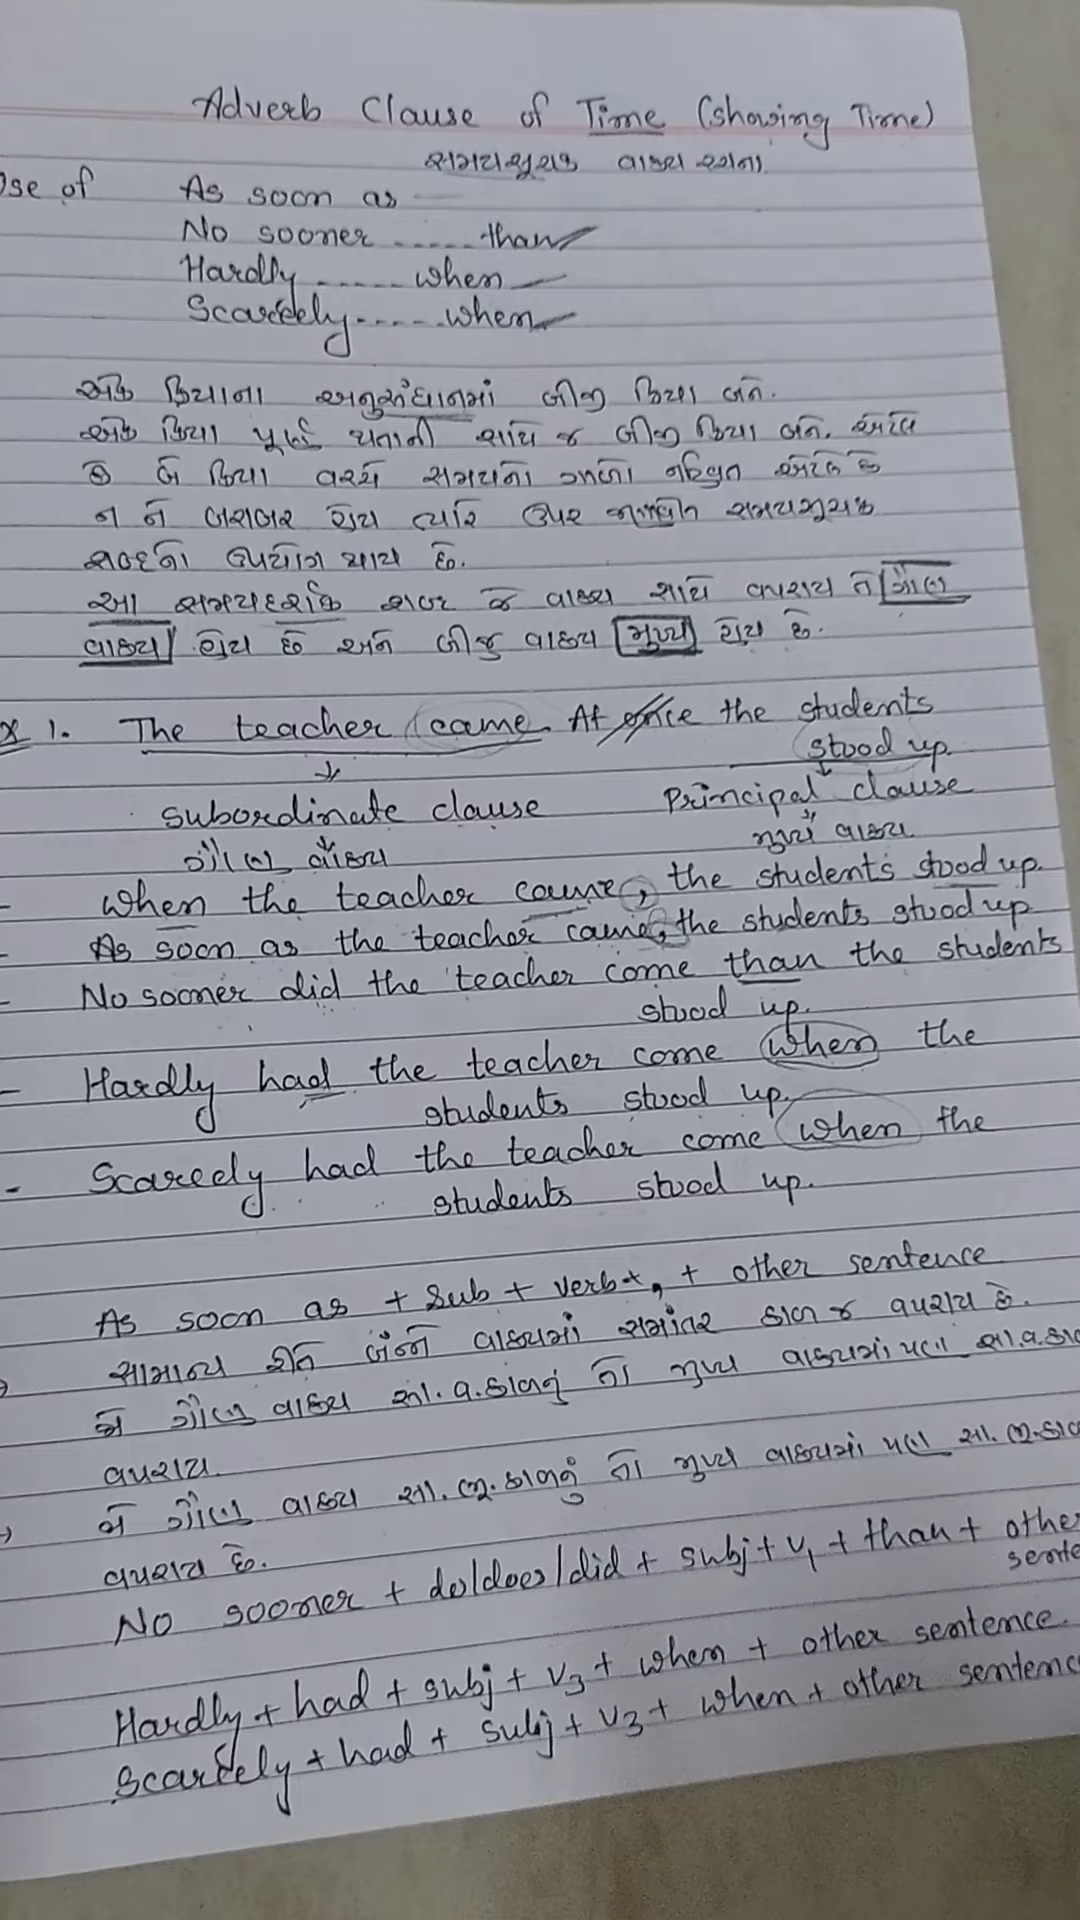 Adverb Clause of Time (Showing Time)
સમયસૂચક વાક્ય રચના
Use of As soon as
No sooner ..... than
Hardly ..... when
Scarcely ..... when
એક ક્રિયાના અનુસંધાનમાં બીજી ક્રિયા બને.
એક ક્રિયા પૂર્ણ થતાની સાથે જ બીજી ક્રિયા બને. એટલે
કે બે ક્રિયા વચ્ચે સમયનો ગાળો નહિવત એટલે કે
ન ને બરાબર હોય ત્યારે ઉપર સમયસૂચક
શબ્દનો ઉપયોગ થાય છે.
આ સમયદર્શક શબ્દ જે વાક્ય સાથે વપરાય તે ગૌણ
વાક્ય હોય છે અને બીજુ વાક્ય મુખ્ય હોય છે.
Ex 1. The teacher came. At once the students
stood up.
Subordinate clause Principal clause
ગૌણ વાક્ય મુખ્ય વાક્ય
- when the teacher came, the students stood up.
- As soon as the teacher came, the students stood up
- No sooner did the teacher come than the students
stood up.
- Hardly had the teacher come when the
students stood up.
- Scarcely had the teacher come when the
students stood up.
As soon as + sub + verb + , + other sentence
સામાન્ય રીતે બંન્ને વાક્યમાં સમાંતર કાળ જ વપરાય છે.
→ જો ગૌણ વાક્ય સા.વ.કાળનું તો મુખ્ય વાક્યમાં પણ સા.વ.કા
વપરાય.
→ જો ગૌણ વાક્ય સા.ભૂ.કાળનું તો મુખ્ય વાક્યમાં પણ સા.ભૂ.કા
વપરાય છે.
No sooner + do/does/did + subj + v1 + than + other
sente
Hardly + had + subj + v3 + when + other sentence.
Scarcely + had + subj + v3 + when + other sentenc